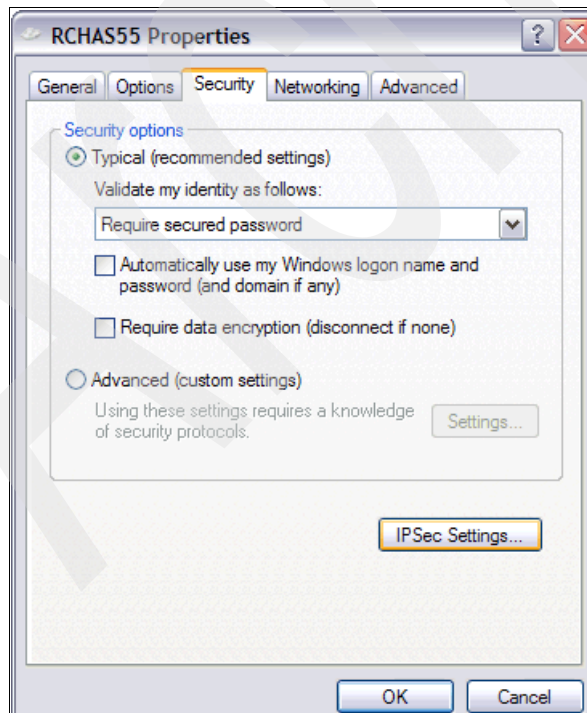 RCHAS55 Properties
General Options Security Networking Advanced
Security options
Typical (recommended settings)
Validate my identity as follows:
Require secured password
Automatically use my Windows logon name and
password (and domain if any)
Require data encryption (disconnect if none)
Advanced (custom settings)
Using these settings requires a knowledge
of security protocols.
Settings...
IPSec Settings...
OK Cancel